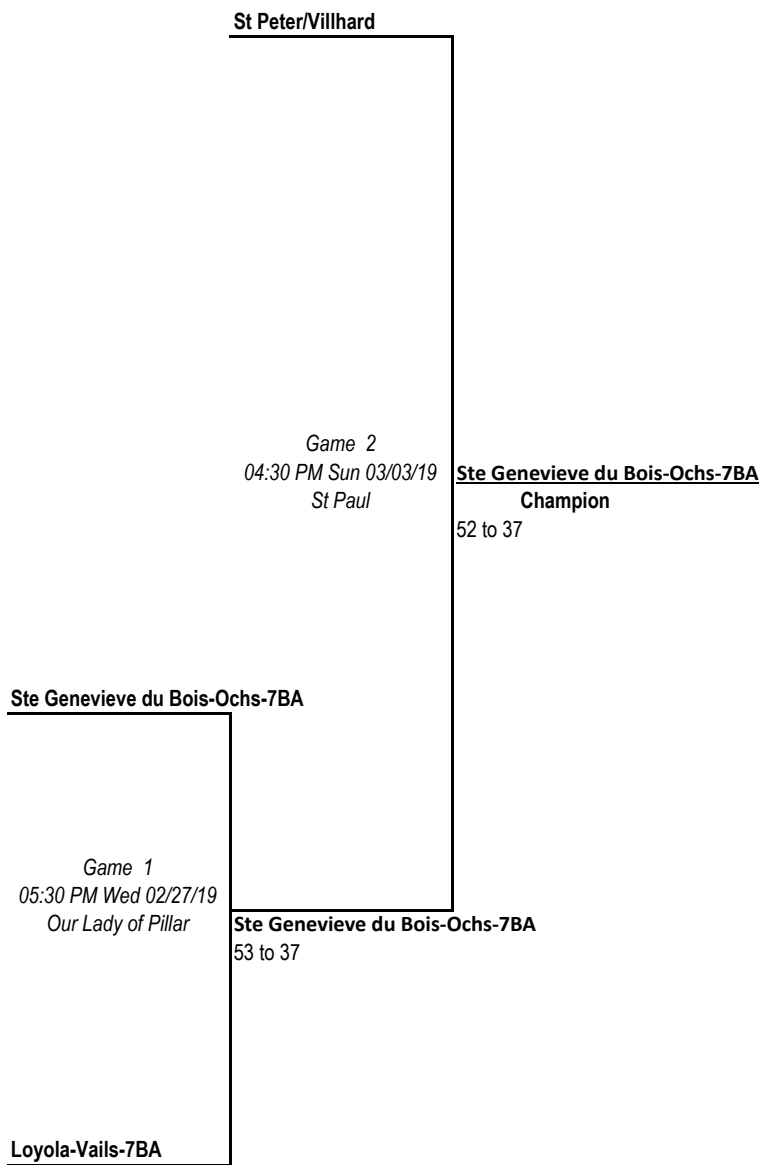 St Peter/Villhard
Game 2
04:30 PM Sun 03/03/19
St Paul
Ste Genevieve du Bois-Ochs-7BA
Champion
52 to 37
Ste Genevieve du Bois-Ochs-7BA
Game 1
05:30 PM Wed 02/27/19
Our Lady of Pillar
Ste Genevieve du Bois-Ochs-7BA
53 to 37
Loyola-Vails-7BA